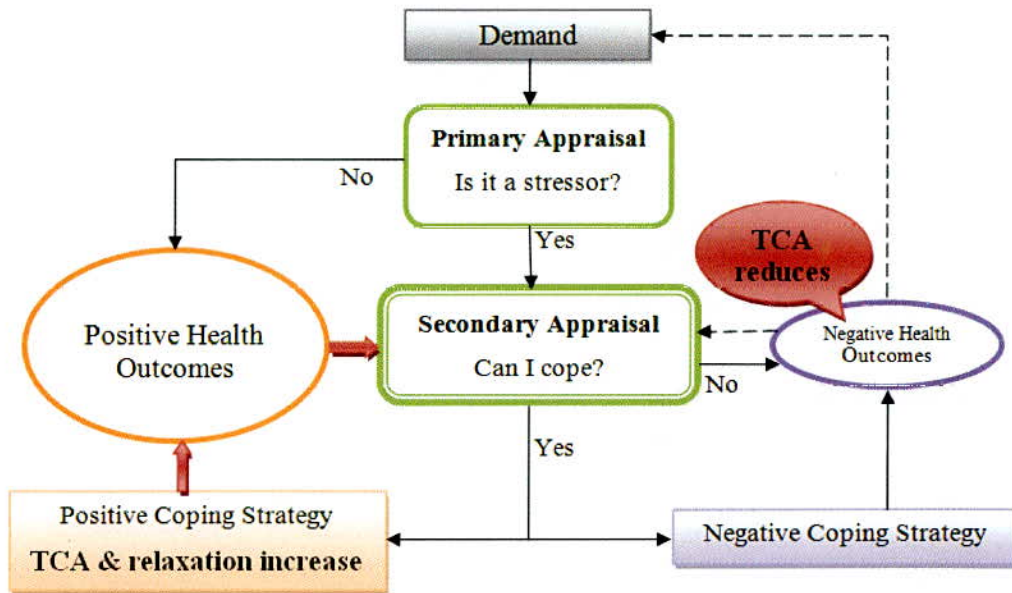 Demand
Primary Appraisal
Is it a stressor?
No
Yes
TCA
reduces
Positive Health
Outcomes
Secondary Appraisal
Can I cope?
Negative Health
Outcomes
No
Yes
Positive Coping Strategy
TCA & relaxation increase
Negative Coping Strategy